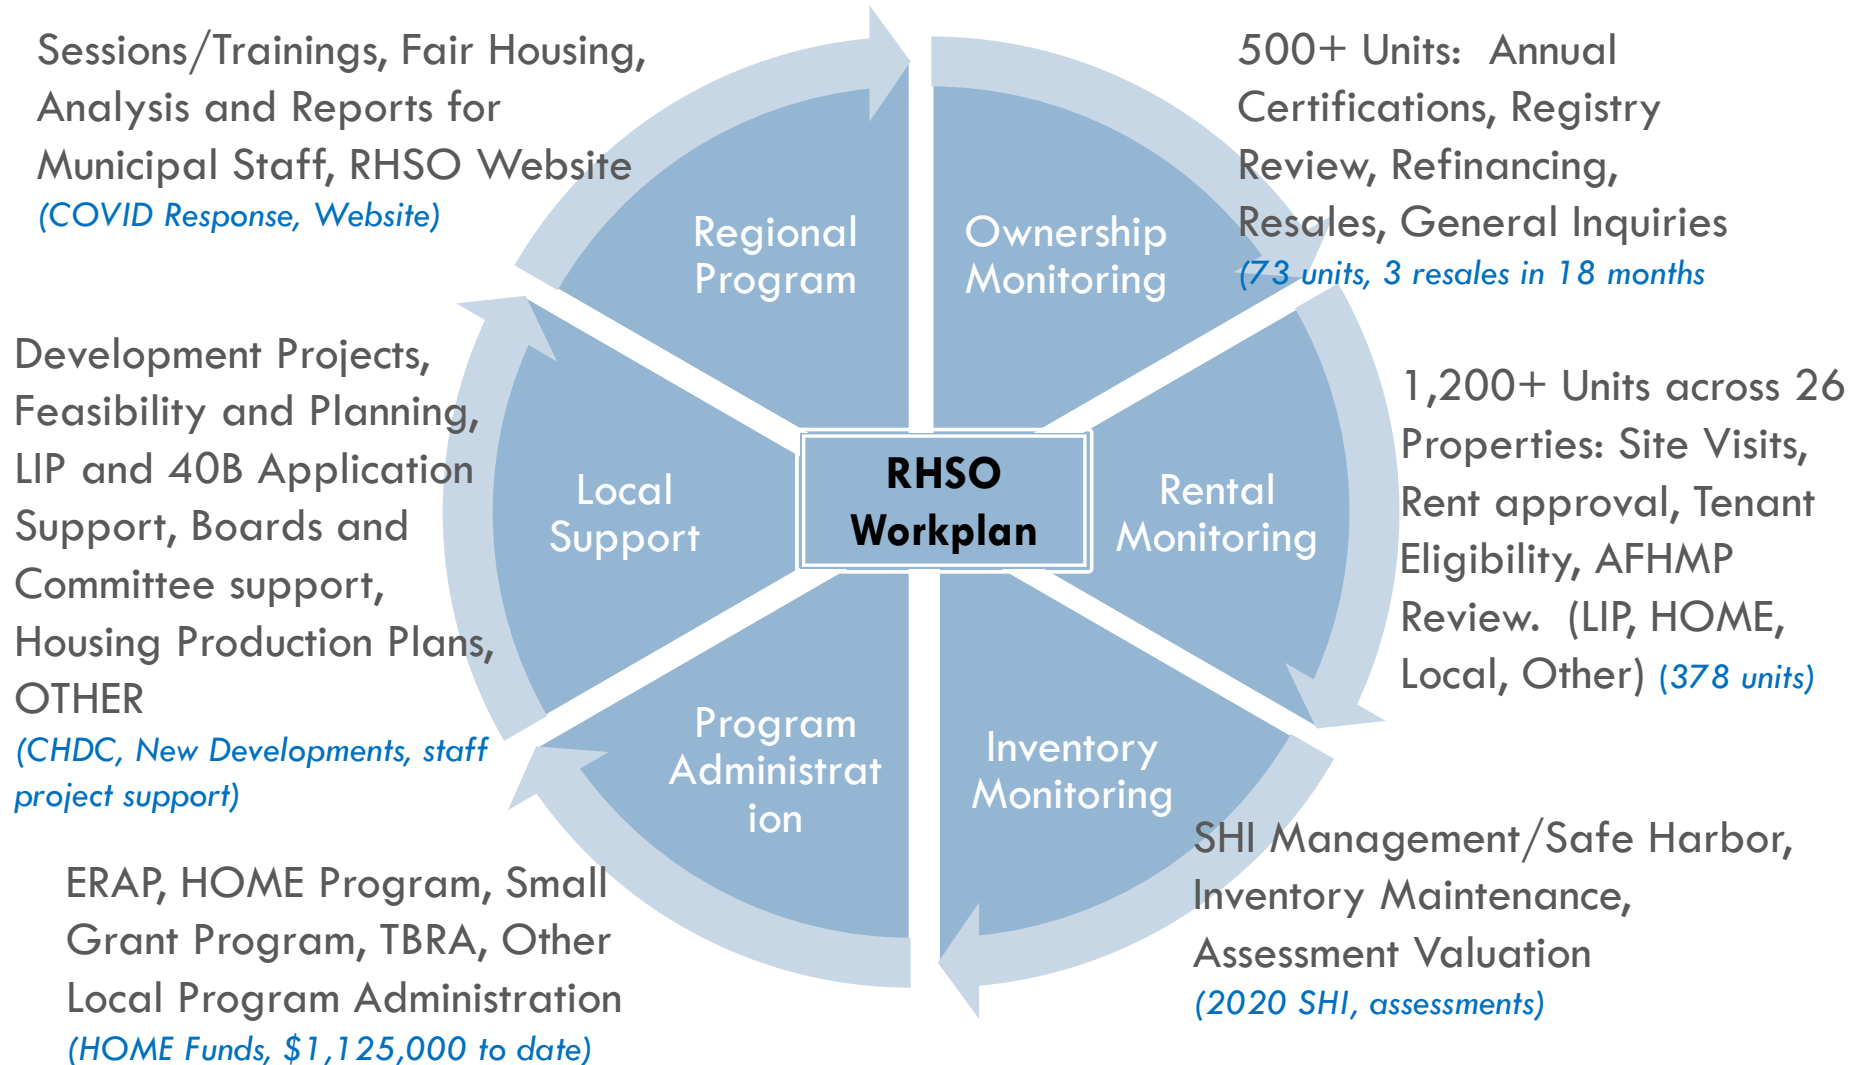 Sessions/Trainings, Fair Housing,
Analysis and Reports for
Municipal Staff, RHSO Website
(COVID Response, Website)
500+ Units:  Annual
Certifications, Registry
Review, Refinancing,
Resales, General Inquiries
(73 units, 3 resales in 18 months
Regional
Program
Ownership
Monitoring
Development Projects,
Feasibility and Planning,
LIP and 40B Application
Support, Boards and
Committee support,
Housing Production Plans,
OTHER
(CHDC, New Developments, staff
project support)
Local
Support
RHSO
Workplan
Rental
Monitoring
1,200+ Units across 26
Properties: Site Visits,
Rent approval, Tenant
Eligibility, AFHMP
Review.  (LIP, HOME,
Local, Other) (378 units)
Program
Administrat
ion
Inventory
Monitoring
ERAP, HOME Program, Small
Grant Program, TBRA, Other
Local Program Administration
(HOME Funds, $1,125,000 to date)
SHI Management/Safe Harbor,
Inventory Maintenance,
Assessment Valuation
(2020 SHI, assessments)